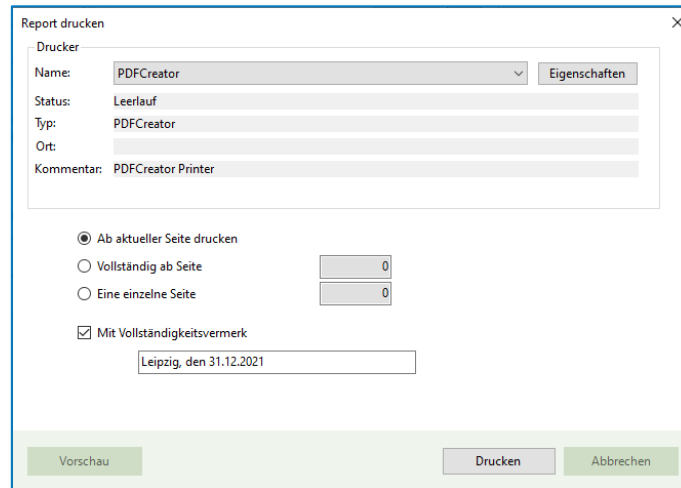 Report drucken
Drucker
Name: PDFCreator Eigenschaften
Status: Leerlauf
Typ: PDFCreator
Ort:
Kommentar: PDFCreator Printer
Ab aktueller Seite drucken
Vollständig ab Seite 0
Eine einzelne Seite 0
Mit Vollständigkeitsvermerk
Leipzig, den 31.12.2021
Vorschau Drucken Abbrechen